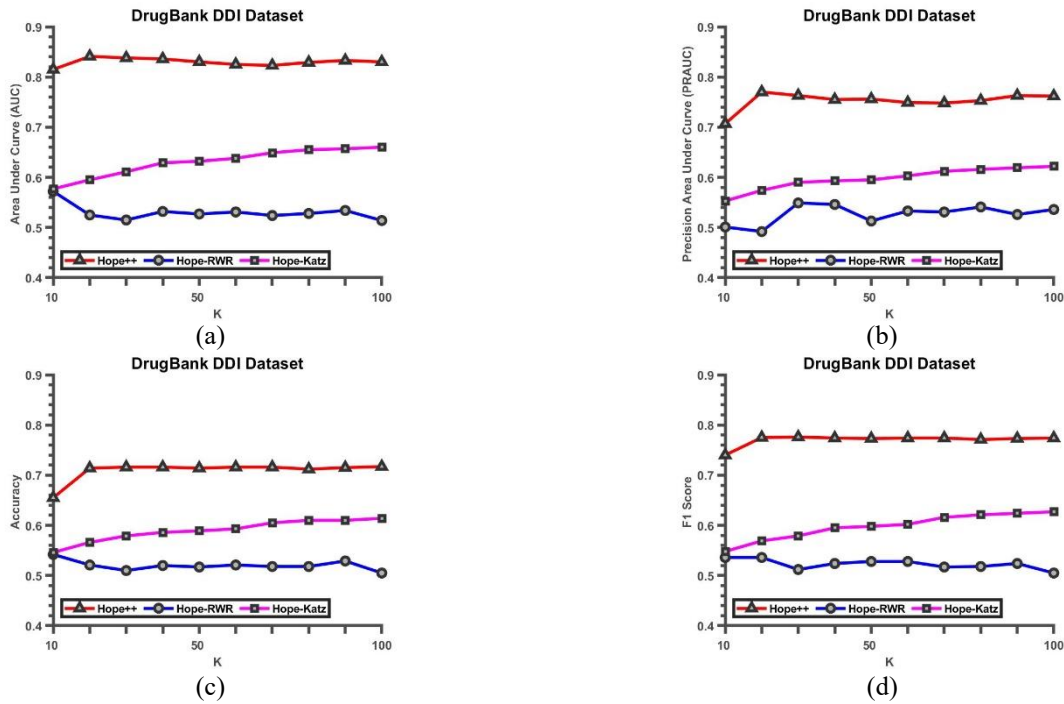 DrugBank DDI Dataset
0.9
0.8
0.7
0.6
0.5
0.4
Area Under Curve (AUC)
Hope++ Hope-RWR Hope-Katz
10 50 100
K
(a)
DrugBank DDI Dataset
0.9
0.8
0.7
0.6
0.5
0.4
Precision Area Under Curve (PRAUC)
Hope++ Hope-RWR Hope-Katz
10 50 100
K
(b)
DrugBank DDI Dataset
0.9
0.8
0.7
0.6
0.5
0.4
Accuracy
Hope++ Hope-RWR Hope-Katz
10 50 100
K
(c)
DrugBank DDI Dataset
0.9
0.8
0.7
0.6
0.5
0.4
F1 Score
Hope++ Hope-RWR Hope-Katz
10 50 100
K
(d)